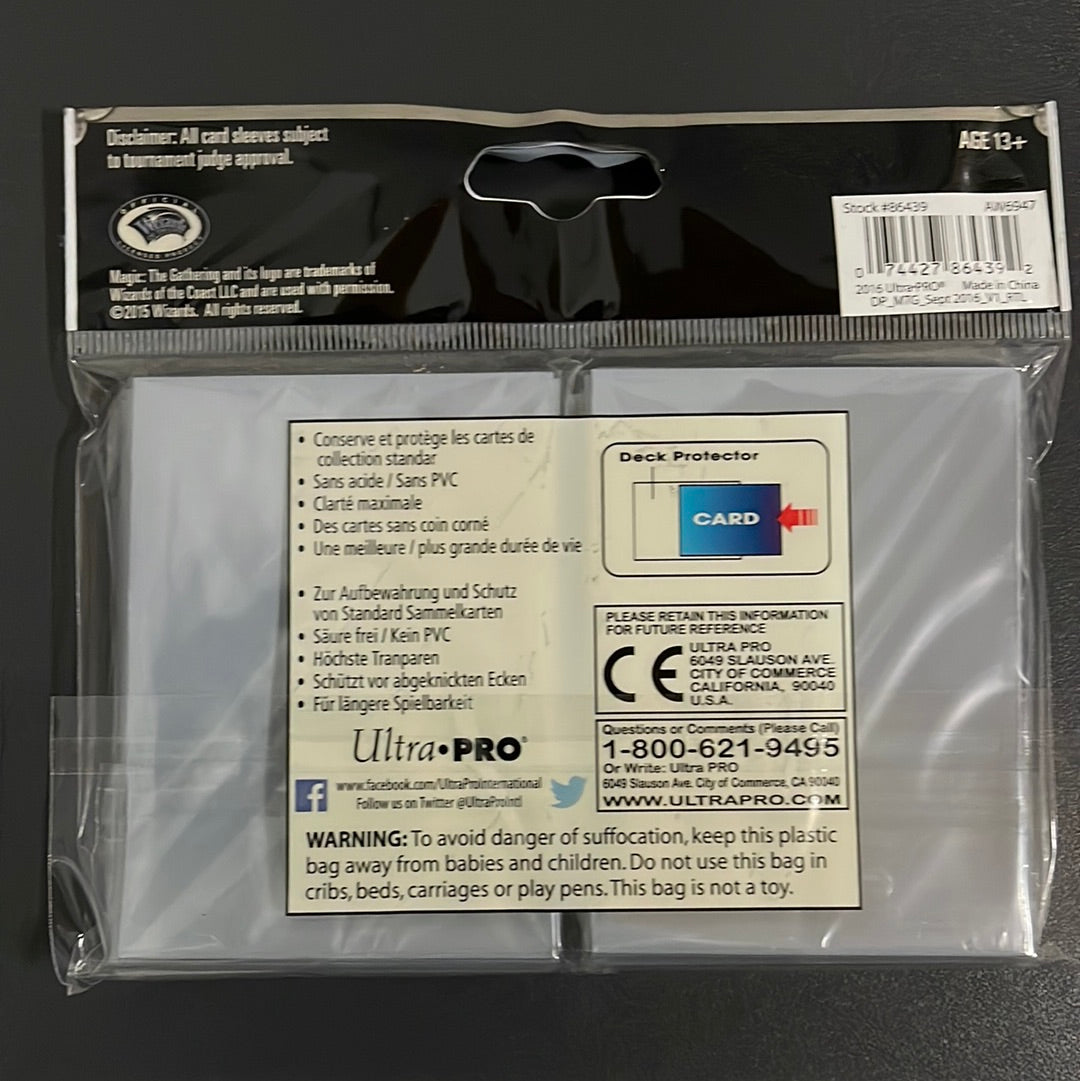 Disclaimer: All card sleeves subject
to tournament judge approval.
AGE 13+
OFFICIAL
LICENSED PRODUCT
Magic: The Gathering and its logo are trademarks of
Wizards of the Coast LLC and are used with permission.
©2015 Wizards. All rights reserved.
Stock #86439 AW6947
0 74427 86439 2
2016 Ultra•PRO® Made in China
DP_MTG_Sept 2016_V1_RTL
• Conserve et protège les cartes de
collection standar
• Sans acide / Sans PVC
• Clarté maximale
• Des cartes sans coin corné
• Une meilleure / plus grande durée de vie
• Zur Aufbewahrung und Schutz
von Standard Sammelkarten
• Säure frei / Kein PVC
• Höchste Tranparen
• Schützt vor abgeknickten Ecken
• Für längere Spielbarkeit
Ultra•PRO®
f www.facebook.com/UltraProInternational
Follow us on Twitter @UltraProIntl
Deck Protector
CARD
PLEASE RETAIN THIS INFORMATION
FOR FUTURE REFERENCE
CE
ULTRA PRO
6049 SLAUSON AVE.
CITY OF COMMERCE
CALIFORNIA, 90040
U.S.A.
Questions or Comments (Please Call)
1-800-621-9495
Or Write: Ultra PRO
6049 Slauson Ave. City of Commerce, CA 90040
WWW.ULTRAPRO.COM
WARNING: To avoid danger of suffocation, keep this plastic
bag away from babies and children. Do not use this bag in
cribs, beds, carriages or play pens. This bag is not a toy.